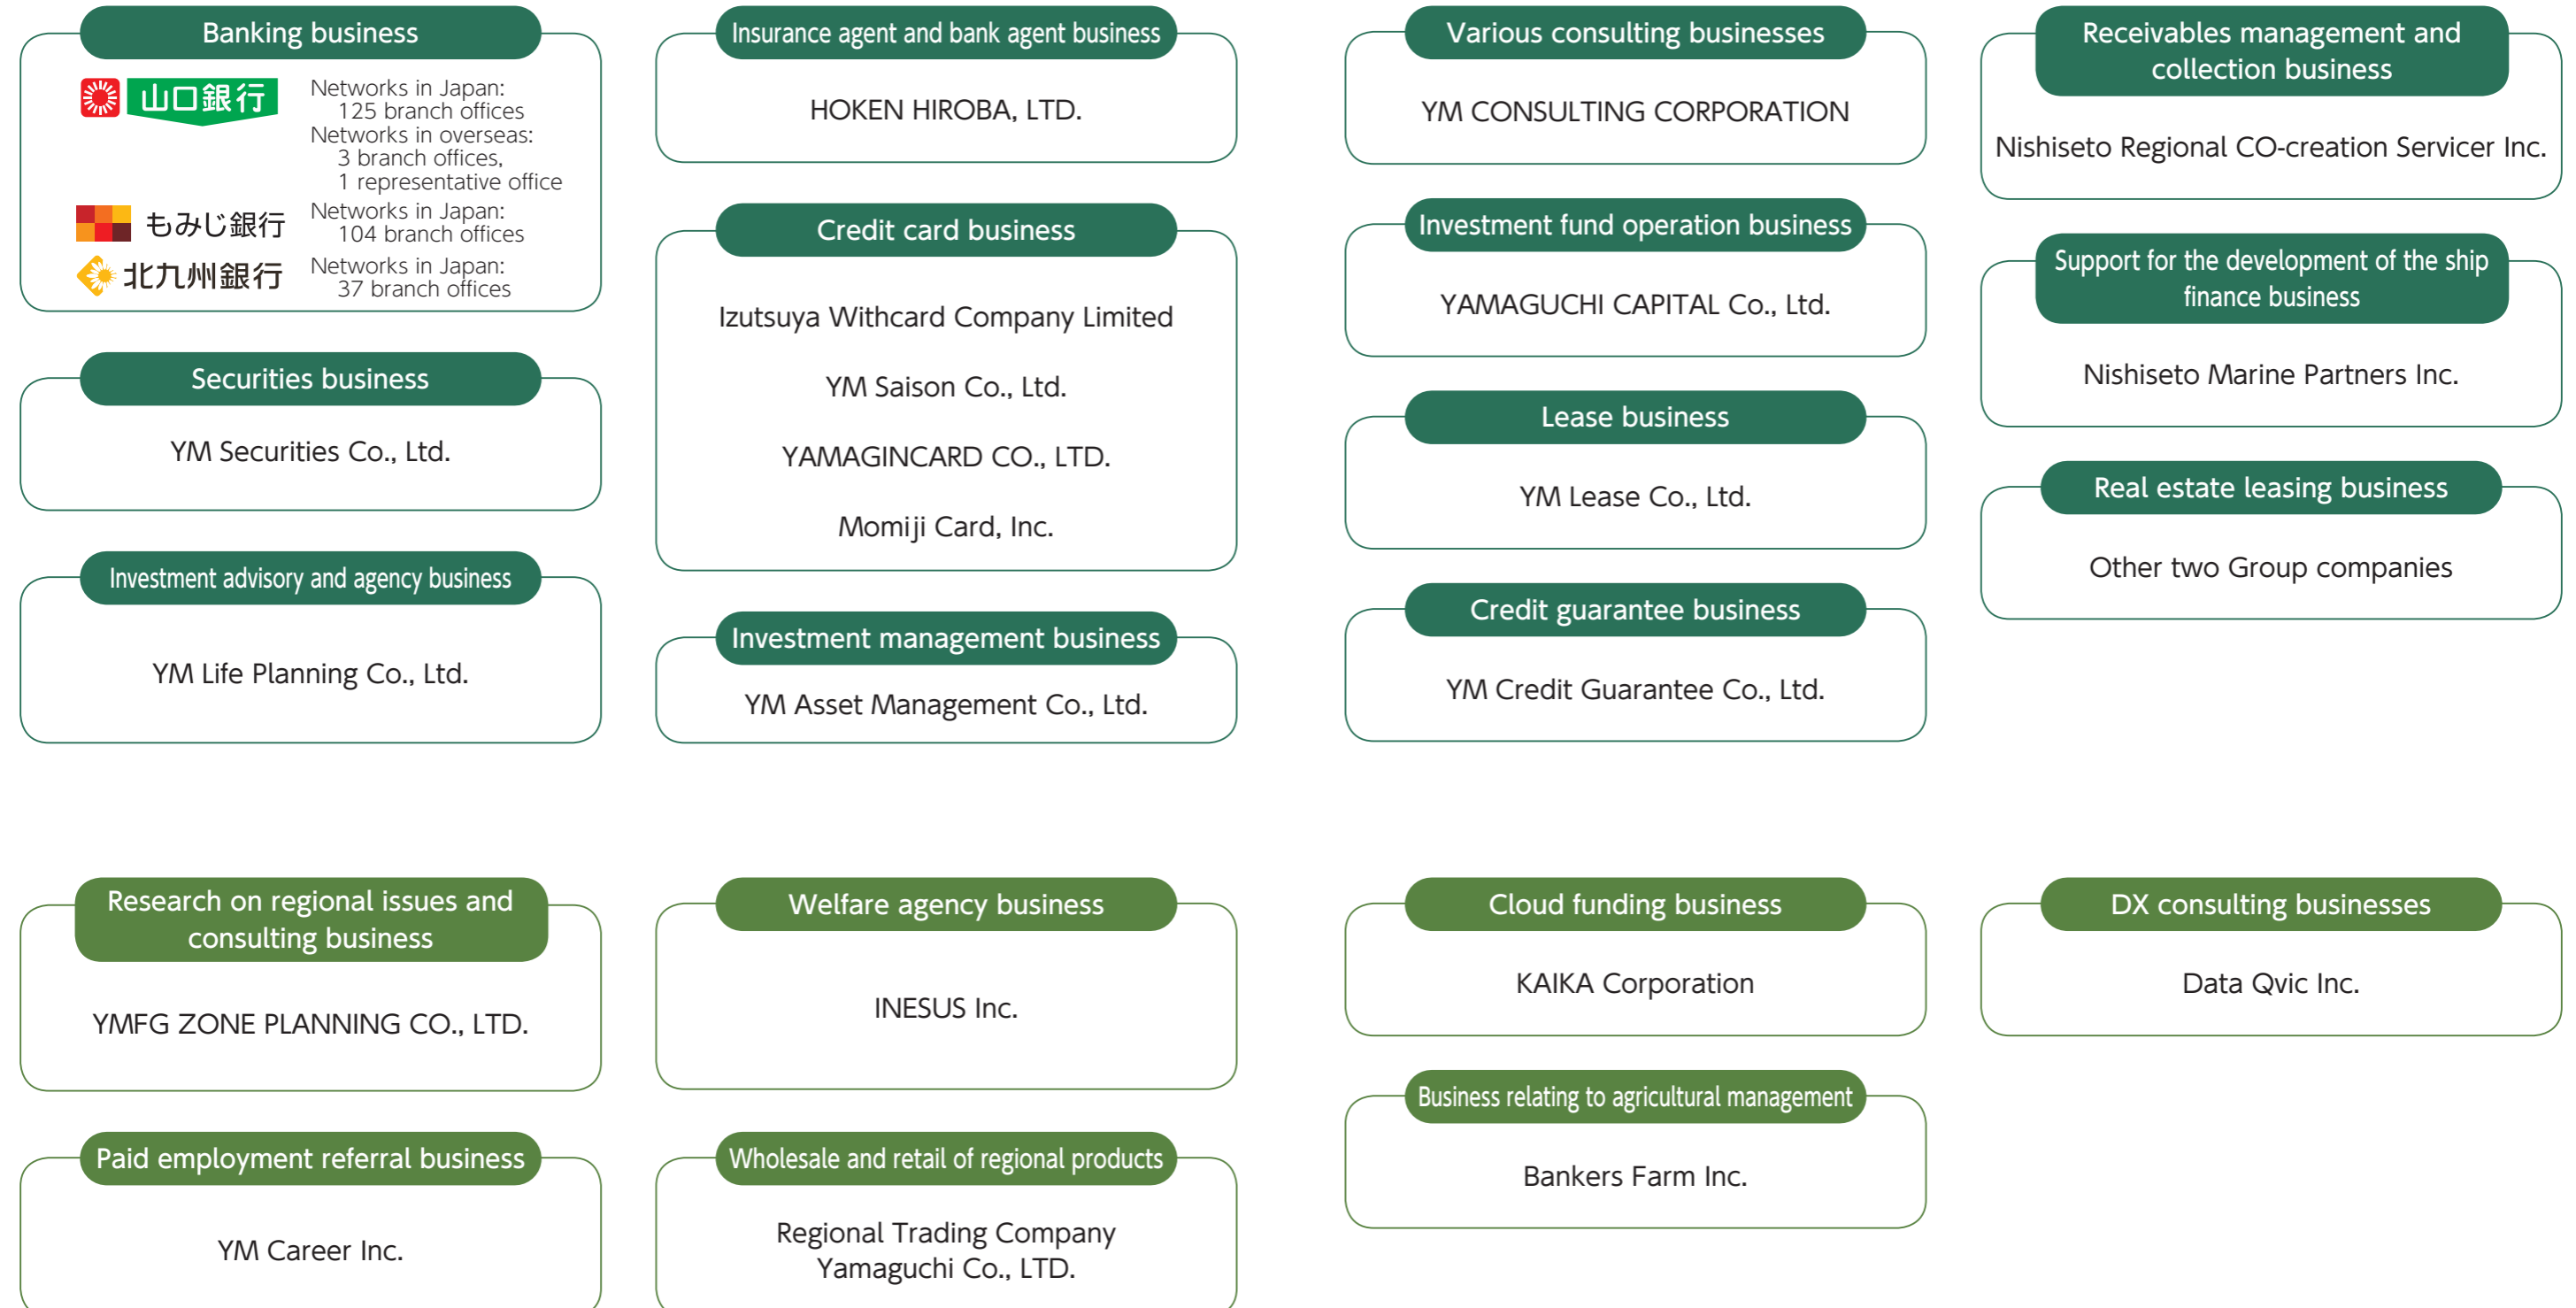 Banking business
山口銀行
Networks in Japan:
125 branch offices
Networks in overseas:
3 branch offices,
1 representative office
もみじ銀行
Networks in Japan:
104 branch offices
北九州銀行
Networks in Japan:
37 branch offices
Securities business
YM Securities Co., Ltd.
Investment advisory and agency business
YM Life Planning Co., Ltd.
Insurance agent and bank agent business
HOKEN HIROBA, LTD.
Credit card business
Izutsuya Withcard Company Limited
YM Saison Co., Ltd.
YAMAGINCARD CO., LTD.
Momiji Card, Inc.
Investment management business
YM Asset Management Co., Ltd.
Various consulting businesses
YM CONSULTING CORPORATION
Investment fund operation business
YAMAGUCHI CAPITAL Co., Ltd.
Lease business
YM Lease Co., Ltd.
Credit guarantee business
YM Credit Guarantee Co., Ltd.
Receivables management and
collection business
Nishiseto Regional CO-creation Servicer Inc.
Support for the development of the ship
finance business
Nishiseto Marine Partners Inc.
Real estate leasing business
Other two Group companies
Research on regional issues and
consulting business
YMFG ZONE PLANNING CO., LTD.
Paid employment referral business
YM Career Inc.
Welfare agency business
INESUS Inc.
Wholesale and retail of regional products
Regional Trading Company
Yamaguchi Co., LTD.
Cloud funding business
KAIKA Corporation
Business relating to agricultural management
Bankers Farm Inc.
DX consulting businesses
Data Qvic Inc.